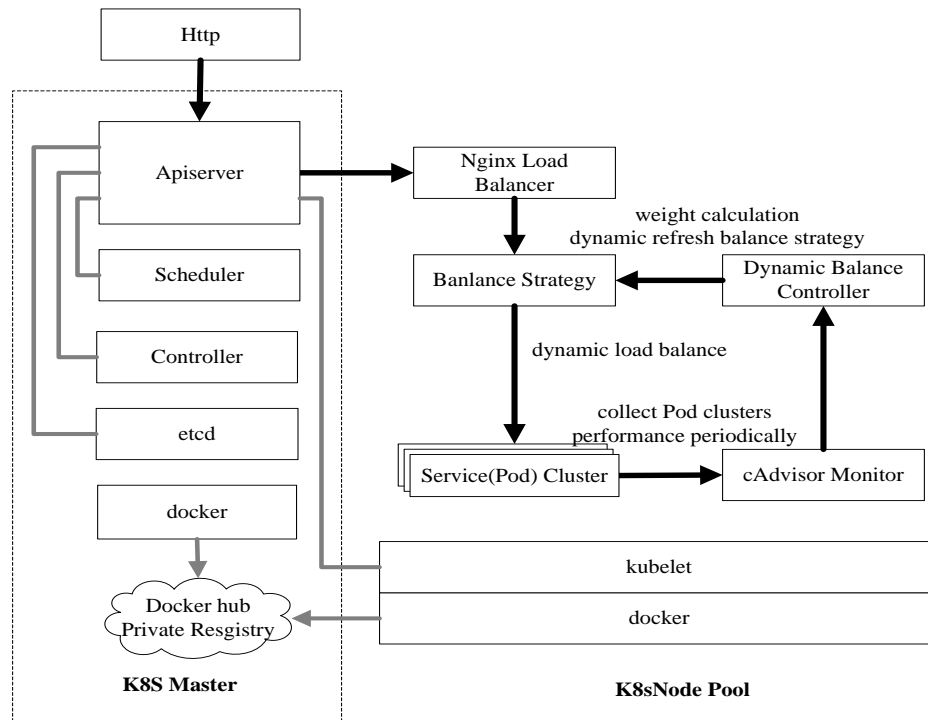 Http
Apiserver
Scheduler
Controller
etcd
docker
Docker hub
Private Resgistry
K8S Master
Nginx Load
Balancer
weight calculation
dynamic refresh balance strategy
Banlance Strategy
Dynamic Balance
Controller
dynamic load balance
collect Pod clusters
performance periodically
Service(Pod) Cluster
cAdvisor Monitor
kubelet
docker
K8sNode Pool